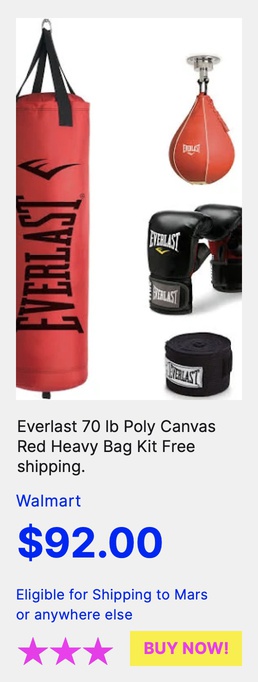 EVERLAST
EVERLAST
EVERLAST
EVERLAST
EVERLAST
Everlast 70 lb Poly Canvas
Red Heavy Bag Kit Free
shipping.
Walmart
$92.00
Eligible for Shipping to Mars
or anywhere else
BUY NOW!